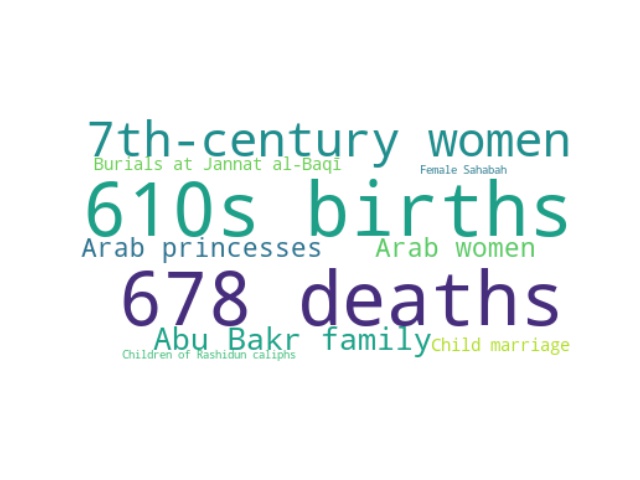 7th-century women
Burials at Jannat al-Baqī
Female Sahabah
610s births
Arab princesses
Arab women
678 deaths
Abu Bakr family
Child marriage
Children of Rashidun caliphs